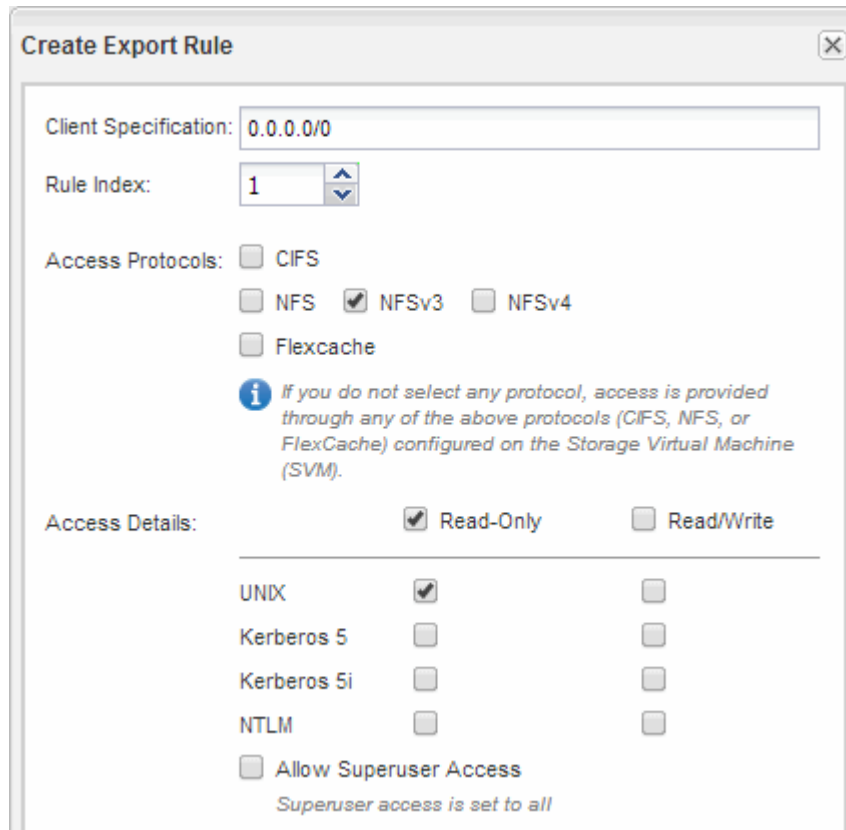 Create Export Rule
Client Specification: 0.0.0.0/0
Rule Index: 1
Access Protocols: CIFS
NFS NFSv3 NFSv4
Flexcache
If you do not select any protocol, access is provided
through any of the above protocols (CIFS, NFS, or
FlexCache) configured on the Storage Virtual Machine
(SVM).
Access Details: Read-Only Read/Write
UNIX
Kerberos 5
Kerberos 5i
NTLM
Allow Superuser Access
Superuser access is set to all